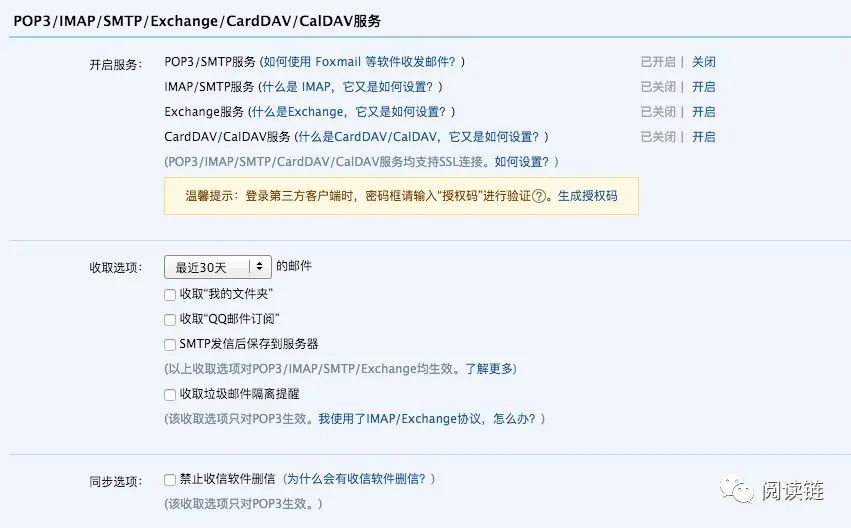 POP3/IMAP/SMTP/Exchange/CardDAV/CalDAV服务
开启服务： POP3/SMTP服务 (如何使用 Foxmail 等软件收发邮件？) 已开启 | 关闭
IMAP/SMTP服务 (什么是 IMAP，它又是如何设置？) 已关闭 | 开启
Exchange服务 (什么是Exchange，它又是如何设置？) 已关闭 | 开启
CardDAV/CalDAV服务 (什么是CardDAV/CalDAV，它又是如何设置？) 已关闭 | 开启
(POP3/IMAP/SMTP/CardDAV/CalDAV服务均支持SSL连接。如何设置？)
温馨提示：登录第三方客户端时，密码框请输入“授权码”进行验证?。生成授权码
收取选项： 最近30天 的邮件
收取“我的文件夹”
收取“QQ邮件订阅”
SMTP发信后保存到服务器
(以上收取选项对POP3/IMAP/SMTP/Exchange均生效。了解更多)
收取垃圾邮件隔离提醒
(该收取选项只对POP3生效。我使用了IMAP/Exchange协议，怎么办？)
同步选项： 禁止收信软件删信 (为什么会有收信软件删信？)
(该收取选项只对POP3生效。)
阅读链